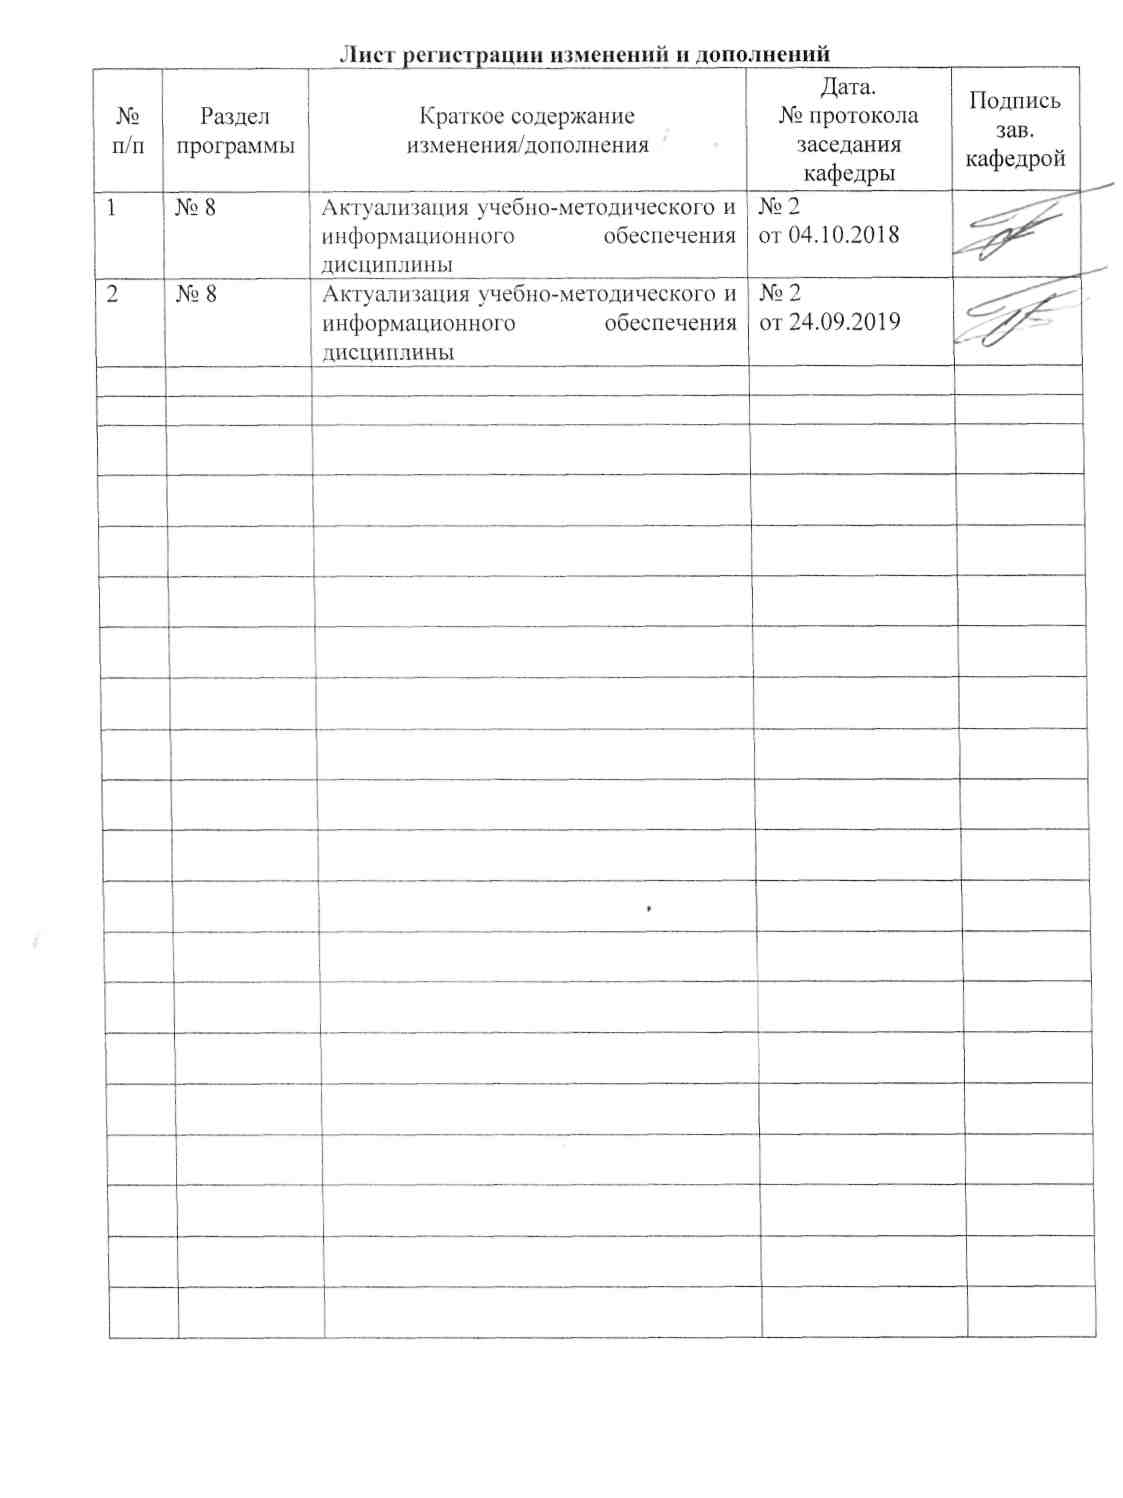 Лист регистрации изменений и дополнений
№ п/п
Раздел программы
Краткое содержание изменения/дополнения
Дата. № протокола заседания кафедры
Подпись зав. кафедрой
1
№ 8
Актуализация учебно-методического и
информационного обеспечения
дисциплины
№ 2
от 04.10.2018
2
№ 8
Актуализация учебно-методического и
информационного обеспечения
дисциплины
№ 2
от 24.09.2019